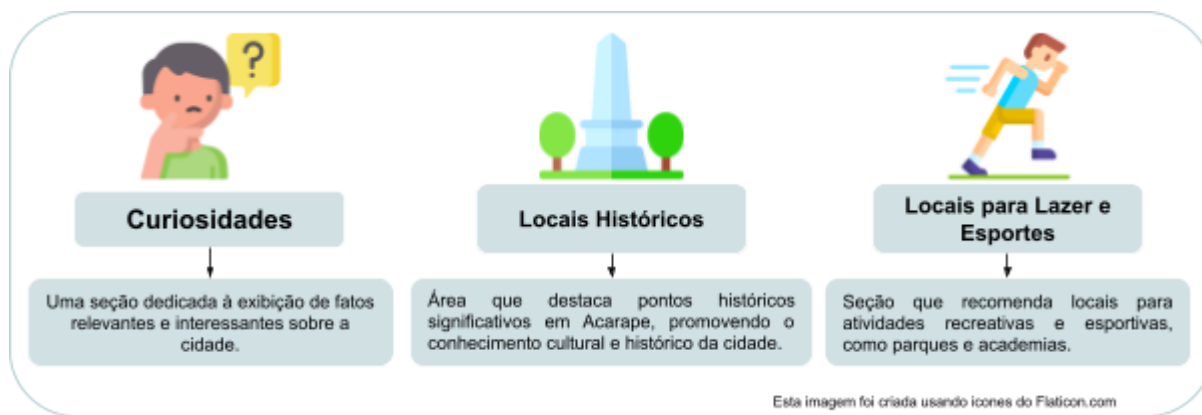 ?
Curiosidades
Uma seção dedicada à exibição de fatos
relevantes e interessantes sobre a
cidade.
Locais Históricos
Área que destaca pontos históricos
significativos em Acarape, promovendo o
conhecimento cultural e histórico da cidade.
Locais para Lazer e
Esportes
Seção que recomenda locais para
atividades recreativas e esportivas,
como parques e academias.
Esta imagem foi criada usando icones do Flaticon.com